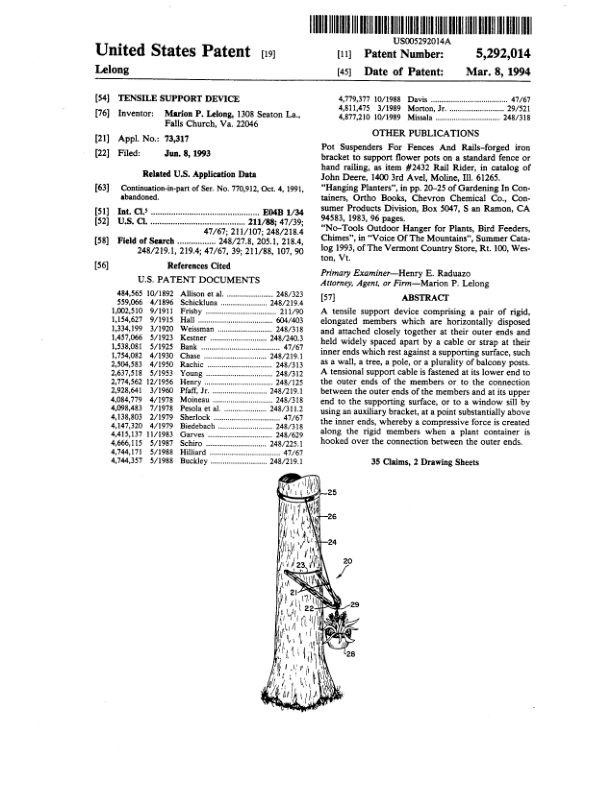 US005292014A
United States Patent [19]
Lelong
[11] Patent Number: 5,292,014
[45] Date of Patent: Mar. 8, 1994
[54] TENSILE SUPPORT DEVICE
[76] Inventor: Marion P. Lelong, 1308 Seaton La.,
Falls Church, Va. 22046
[21] Appl. No.: 73,317
[22] Filed: Jun. 8, 1993
Related U.S. Application Data
[63] Continuation-in-part of Ser. No. 770,912, Oct. 4, 1991,
abandoned.
[51] Int. Cl.⁵ ................ E04B 1/34
[52] U.S. Cl. ................ 211/88; 47/39;
47/67; 211/107; 248/218.4
[58] Field of Search ................ 248/27.8, 205.1, 218.4,
248/219.1, 219.4; 47/67, 39; 211/88, 107, 90
[56] References Cited
U.S. PATENT DOCUMENTS
484,565 10/1892 Allison et al. ................ 248/323
559,066 4/1896 Schickluns ................ 248/219.4
1,002,510 9/1911 Frisby ................ 211/90
1,154,627 9/1915 Hall ................ 604/403
1,334,199 3/1920 Weissman ................ 248/318
1,457,066 5/1923 Kestner ................ 248/240.3
1,538,081 5/1925 Bank ................ 47/67
1,754,082 4/1930 Chase ................ 248/219.1
2,504,583 4/1950 Rachic ................ 248/313
2,637,518 5/1953 Young ................ 248/312
2,774,562 12/1956 Henry ................ 248/125
2,928,641 3/1960 Pfaff, Jr. ................ 248/219.1
4,084,779 4/1978 Moineau ................ 248/318
4,098,483 7/1978 Pesola et al. ................ 248/311.2
4,138,803 2/1979 Sherlock ................ 47/67
4,147,320 4/1979 Biedebach ................ 248/318
4,415,137 11/1983 Garves ................ 248/629
4,666,115 5/1987 Schiro ................ 248/225.1
4,744,171 5/1988 Hilliard ................ 47/67
4,744,357 5/1988 Buckley ................ 248/219.1
4,779,377 10/1988 Davis ................ 47/67
4,811,475 3/1989 Morton, Jr. ................ 29/521
4,877,210 10/1989 Missala ................ 248/318
OTHER PUBLICATIONS
Pot Suspenders For Fences And Rails-forged iron
bracket to support flower pots on a standard fence or
hand railing, as item #2432 Rail Rider, in catalog of
John Deere, 1400 3rd Avel, Moline, Ill. 61265.
"Hanging Planters", in pp. 20-25 of Gardening In Con-
tainers, Ortho Books, Chevron Chemical Co., Con-
sumer Products Division, Box 5047, S an Ramon, CA
94583, 1983, 96 pages.
"No-Tools Outdoor Hanger for Plants, Bird Feeders,
Chimes", in "Voice Of The Mountains", Summer Cata-
log 1993, of The Vermont Country Store, Rt. 100, Wes-
ton, Vt.
Primary Examiner—Henry E. Raduazo
Attorney, Agent, or Firm—Marion P. Lelong
[57] ABSTRACT
A tensile support device comprising a pair of rigid,
elongated members which are horizontally disposed
and attached closely together at their outer ends and
held widely spaced apart by a cable or strap at their
inner ends which rest against a supporting surface, such
as a wall, a tree, a pole, or a plurality of balcony posts.
A tensional support cable is fastened at its lower end to
the outer ends of the members or to the connection
between the outer ends of the members and at its upper
end to the supporting surface, or to a window sill by
using an auxiliary bracket, at a point substantially above
the inner ends, whereby a compressive force is created
along the rigid members when a plant container is
hooked over the connection between the outer ends.
35 Claims, 2 Drawing Sheets
25
26
24
20
23
21
22
29
28